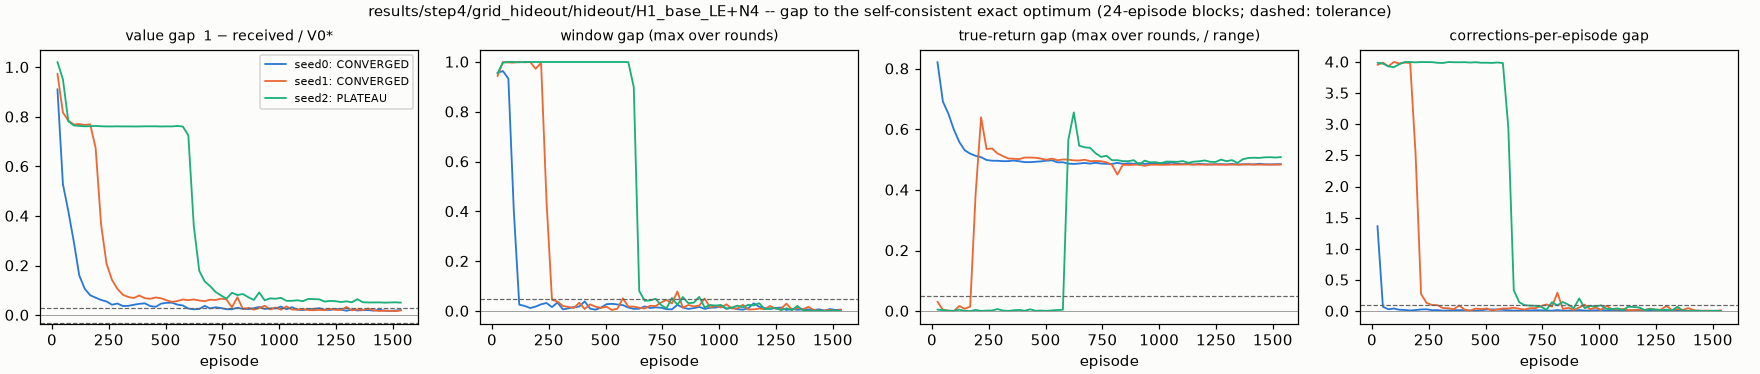 results/step4/grid_hideout/hideout/H1_base_LE+N4 -- gap to the self-consistent exact optimum (24-episode blocks; dashed: tolerance)
value gap 1 − received / V0*
1.0
0.8
0.6
0.4
0.2
0.0
seed0: CONVERGED
seed1: CONVERGED
seed2: PLATEAU
0 250 500 750 1000 1250 1500
episode
window gap (max over rounds)
1.0
0.8
0.6
0.4
0.2
0.0
0 250 500 750 1000 1250 1500
episode
true-return gap (max over rounds, / range)
0.8
0.6
0.4
0.2
0.0
0 250 500 750 1000 1250 1500
episode
corrections-per-episode gap
4.0
3.5
3.0
2.5
2.0
1.5
1.0
0.5
0.0
0 250 500 750 1000 1250 1500
episode